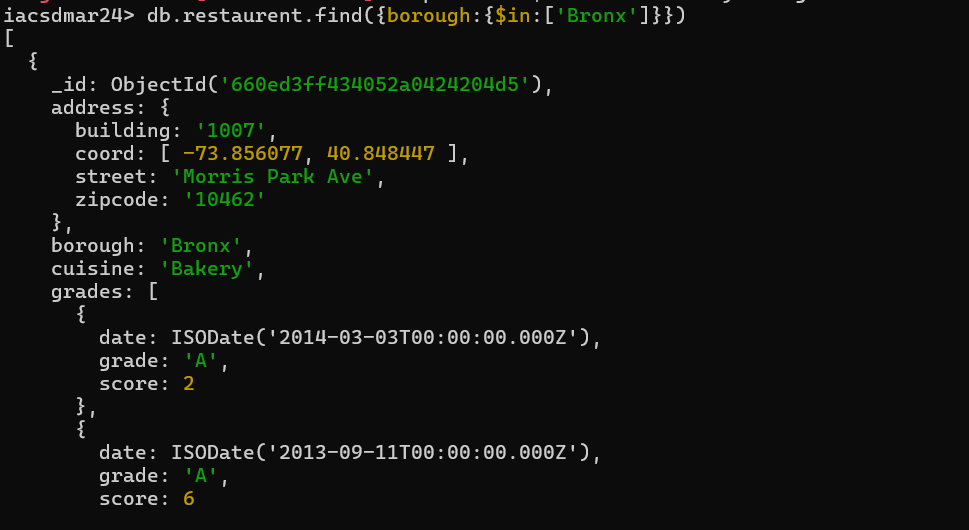 iacsdmar24> db.restaurent.find({borough:{$in:['Bronx']}})
[
  {
    _id: ObjectId('660ed3ff434052a0424204d5'),
    address: {
      building: '1007',
      coord: [ -73.856077, 40.848447 ],
      street: 'Morris Park Ave',
      zipcode: '10462'
    },
    borough: 'Bronx',
    cuisine: 'Bakery',
    grades: [
      {
        date: ISODate('2014-03-03T00:00:00.000Z'),
        grade: 'A',
        score: 2
      },
      {
        date: ISODate('2013-09-11T00:00:00.000Z'),
        grade: 'A',
        score: 6